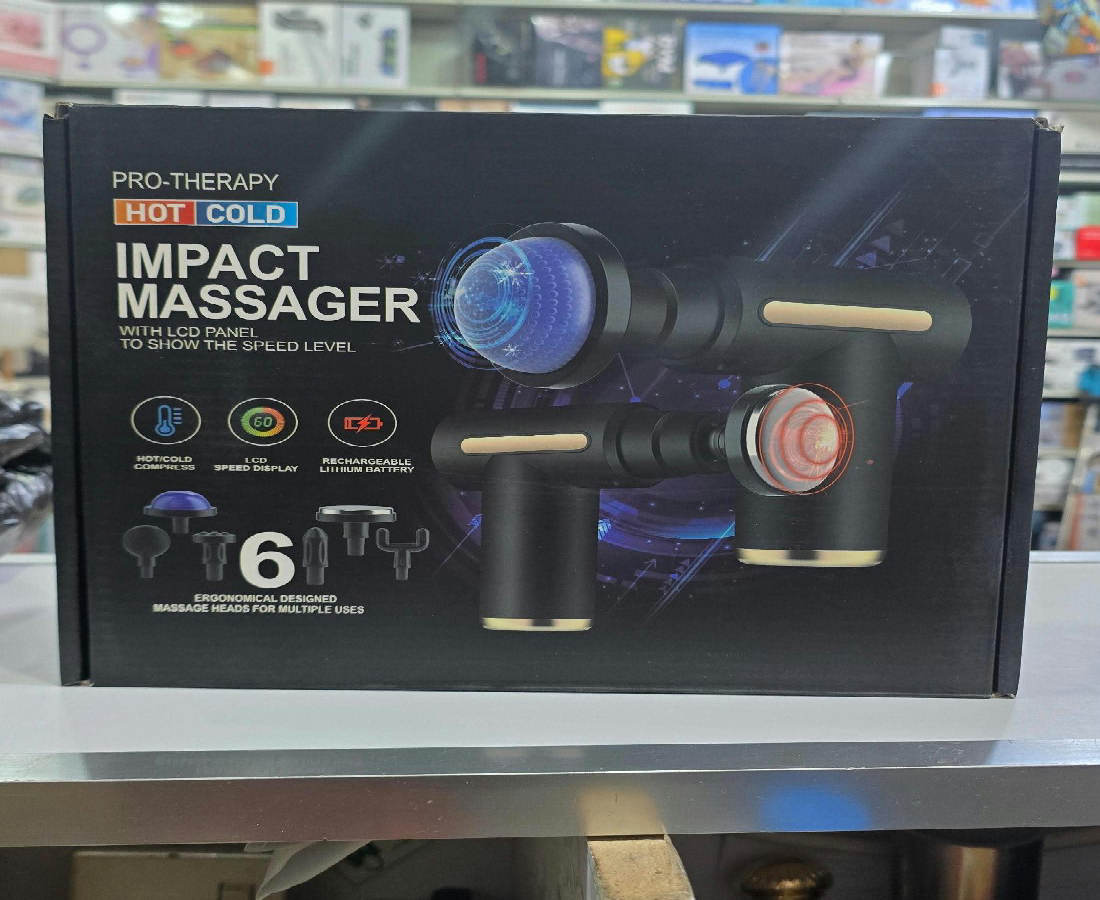 PRO-THERAPY
HOT COLD
IMPACT
MASSAGER
WITH LCD PANEL
TO SHOW THE SPEED LEVEL
60
HOT/COLD
COMPRESS
LCD
SPEED DISPLAY
RECHARGEABLE
LITHIUM BATTERY
6
ERGONOMICAL DESIGNED
MASSAGE HEADS FOR MULTIPLE USES